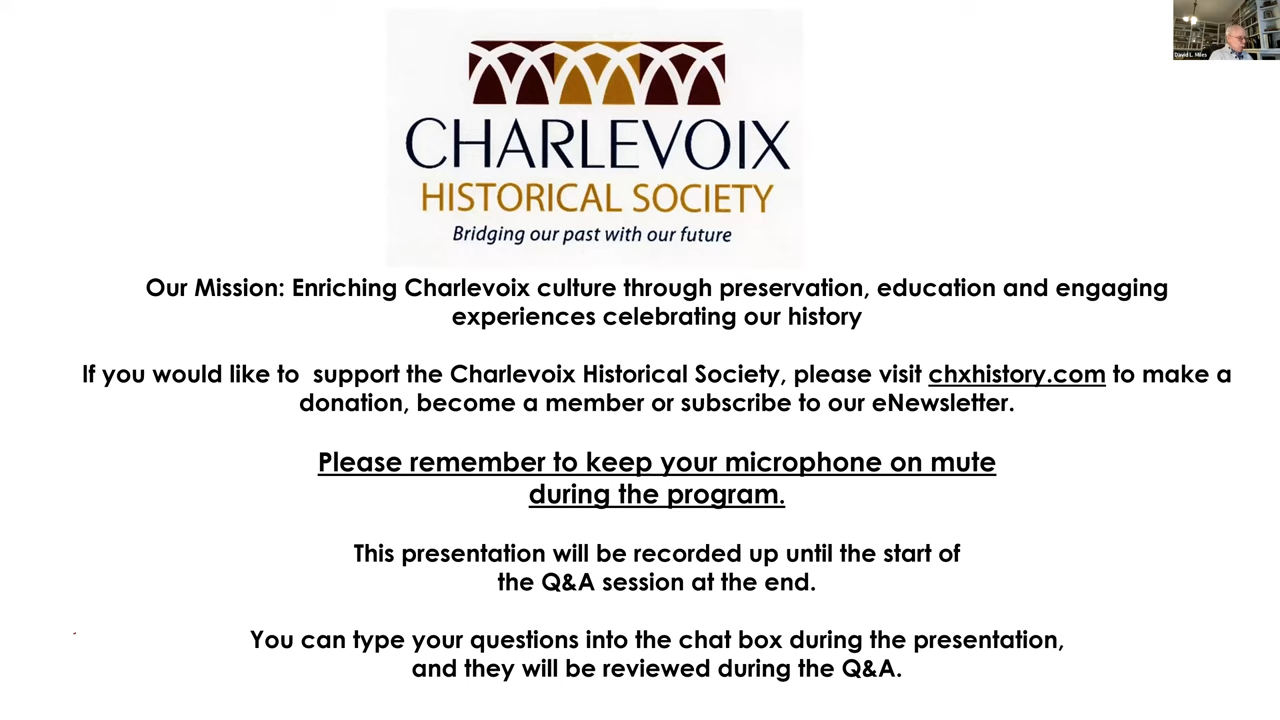 David L. Miles
CHARLEVOIX
HISTORICAL SOCIETY
Bridging our past with our future
Our Mission: Enriching Charlevoix culture through preservation, education and engaging
experiences celebrating our history
If you would like to  support the Charlevoix Historical Society, please visit chxhistory.com to make a
donation, become a member or subscribe to our eNewsletter.
Please remember to keep your microphone on mute
during the program.
This presentation will be recorded up until the start of
the Q&A session at the end.
You can type your questions into the chat box during the presentation,
and they will be reviewed during the Q&A.